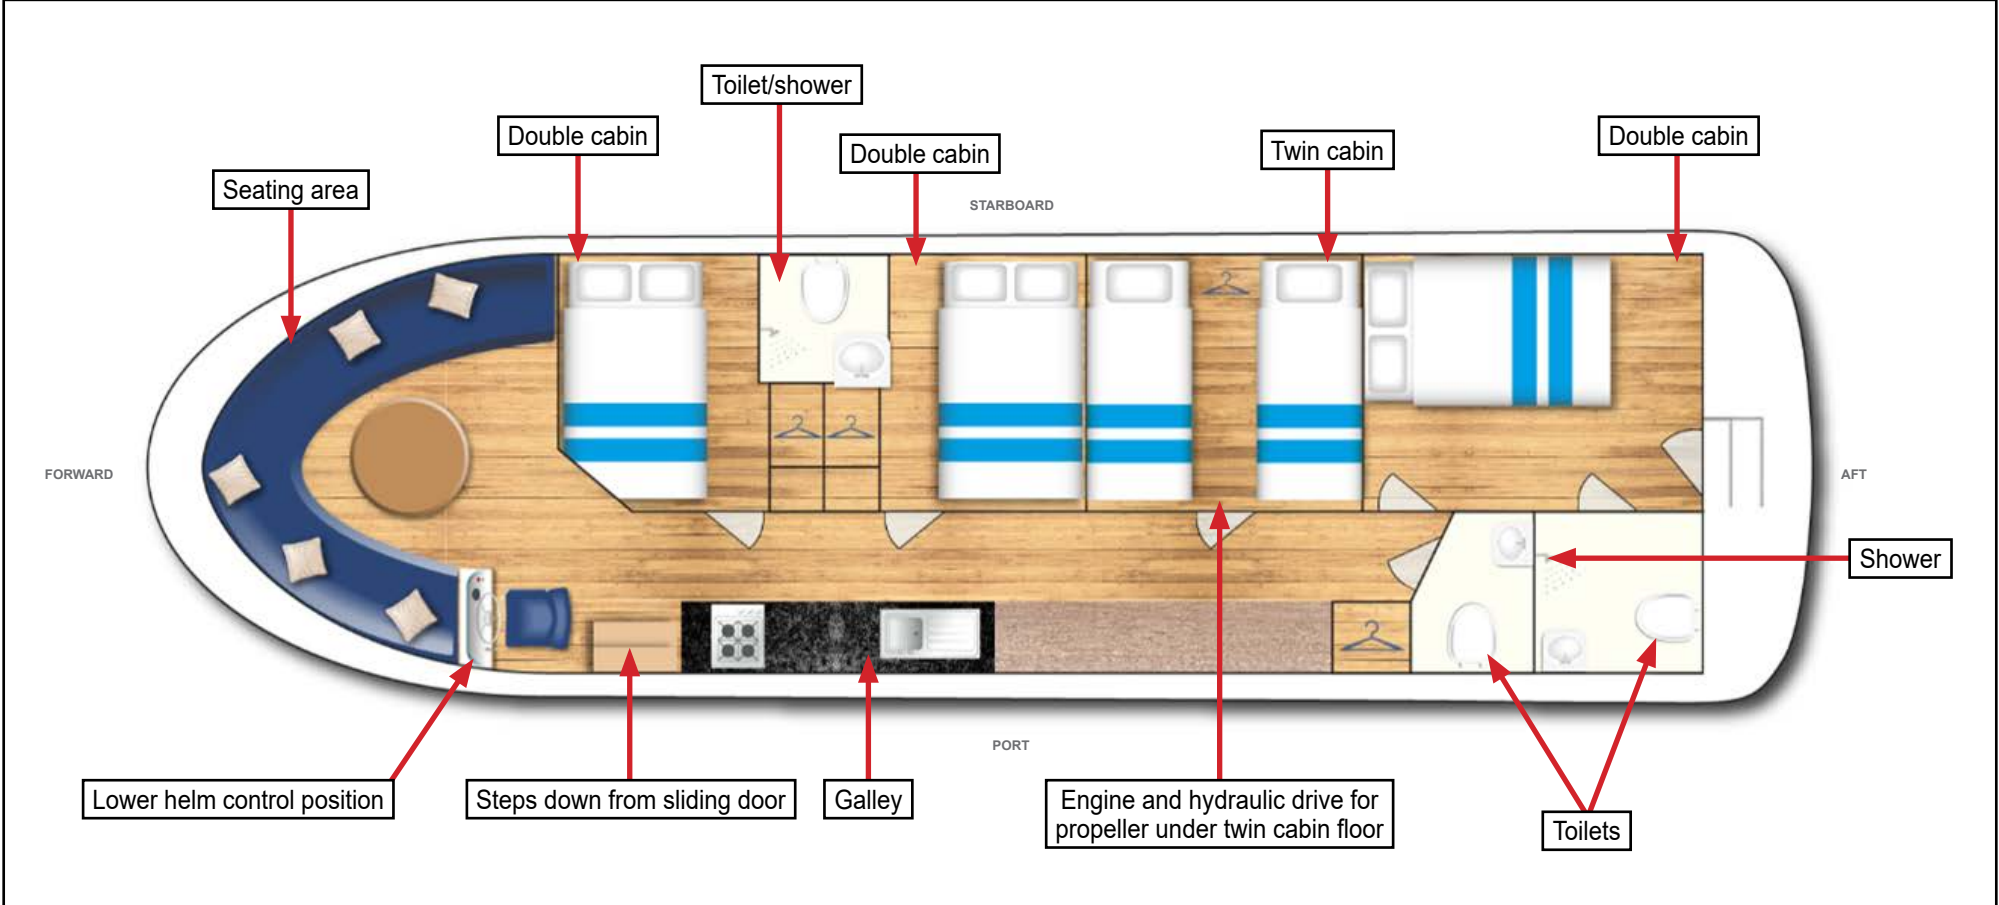 Toilet/shower
Double cabin
Double cabin
Twin cabin
Double cabin
Seating area
STARBOARD
FORWARD
AFT
Shower
PORT
Lower helm control position
Steps down from sliding door
Galley
Engine and hydraulic drive for
propeller under twin cabin floor
Toilets